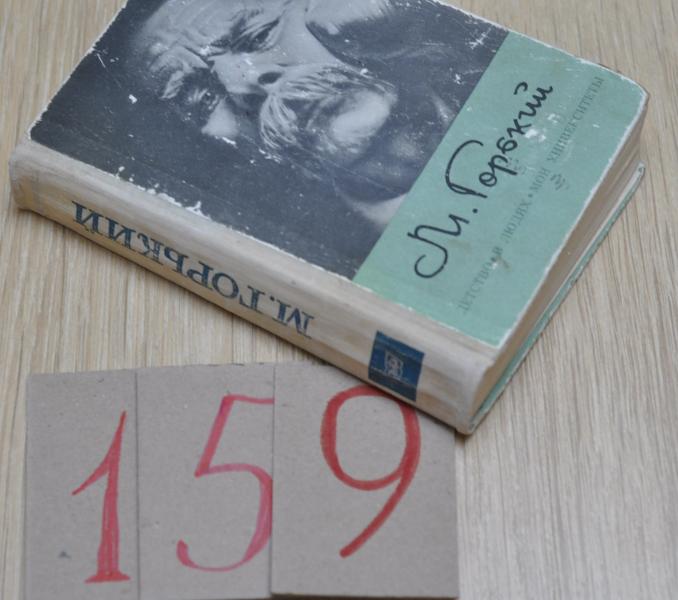 М. Горький
ДЕТСТВО • В ЛЮДЯХ • МОИ УНИВЕРСИТЕТЫ
М. ГОРЬКИЙ
159